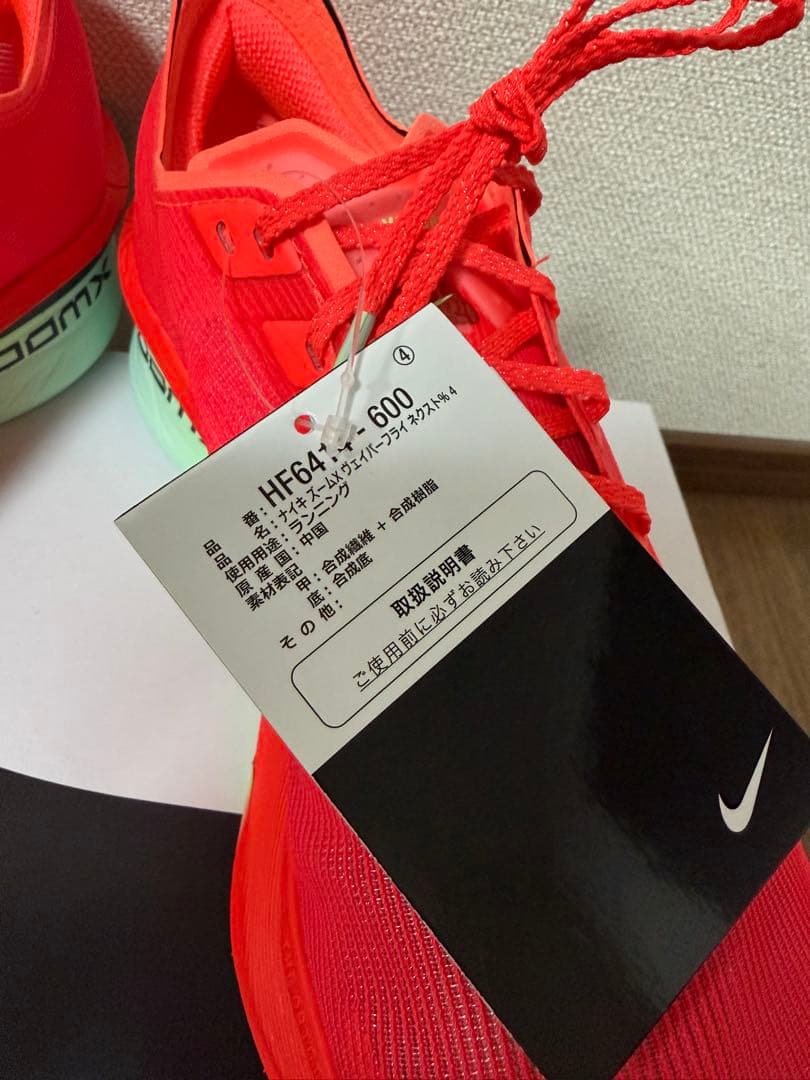 ④
品番：HF6414-600
品名：ナイキ ズームX ヴェイパーフライ ネクスト% 4
使用用途：ランニング
原産国：中国
素材表記
甲：合成繊維 + 合成樹脂
底：合成底
その他：
取扱説明書
ご使用前に必ずお読み下さい